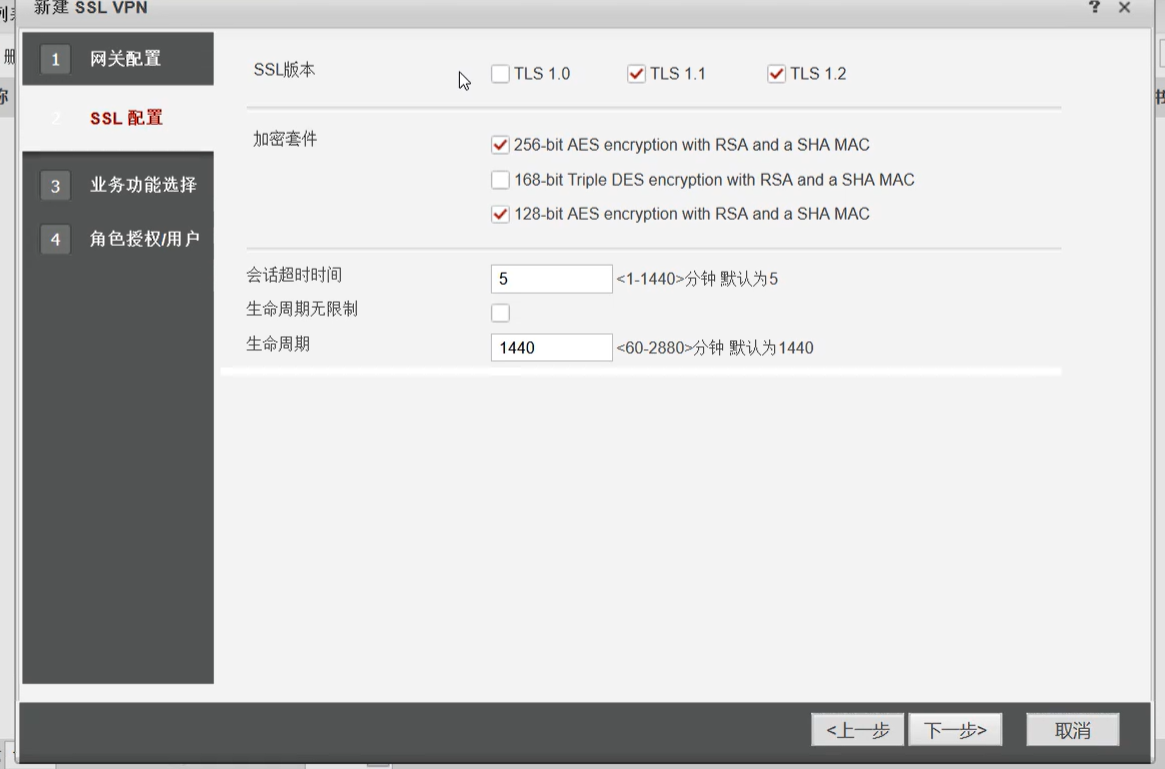 新建 SSL VPN
?
1 网关配置
2 SSL 配置
3 业务功能选择
4 角色授权/用户
SSL版本
TLS 1.0 TLS 1.1 TLS 1.2
加密套件
256-bit AES encryption with RSA and a SHA MAC
168-bit Triple DES encryption with RSA and a SHA MAC
128-bit AES encryption with RSA and a SHA MAC
会话超时时间 5 <1-1440>分钟 默认为5
生命周期无限制
生命周期 1440 <60-2880>分钟 默认为1440
<上一步 下一步> 取消